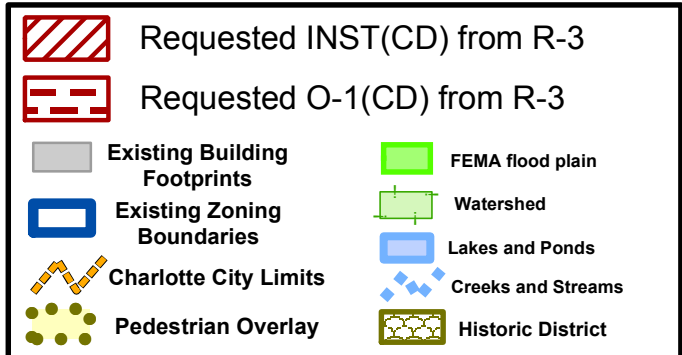 Requested INST(CD) from R-3
Requested O-1(CD) from R-3
Existing Building
Footprints
Existing Zoning
Boundaries
Charlotte City Limits
Pedestrian Overlay
FEMA flood plain
Watershed
Lakes and Ponds
Creeks and Streams
Historic District